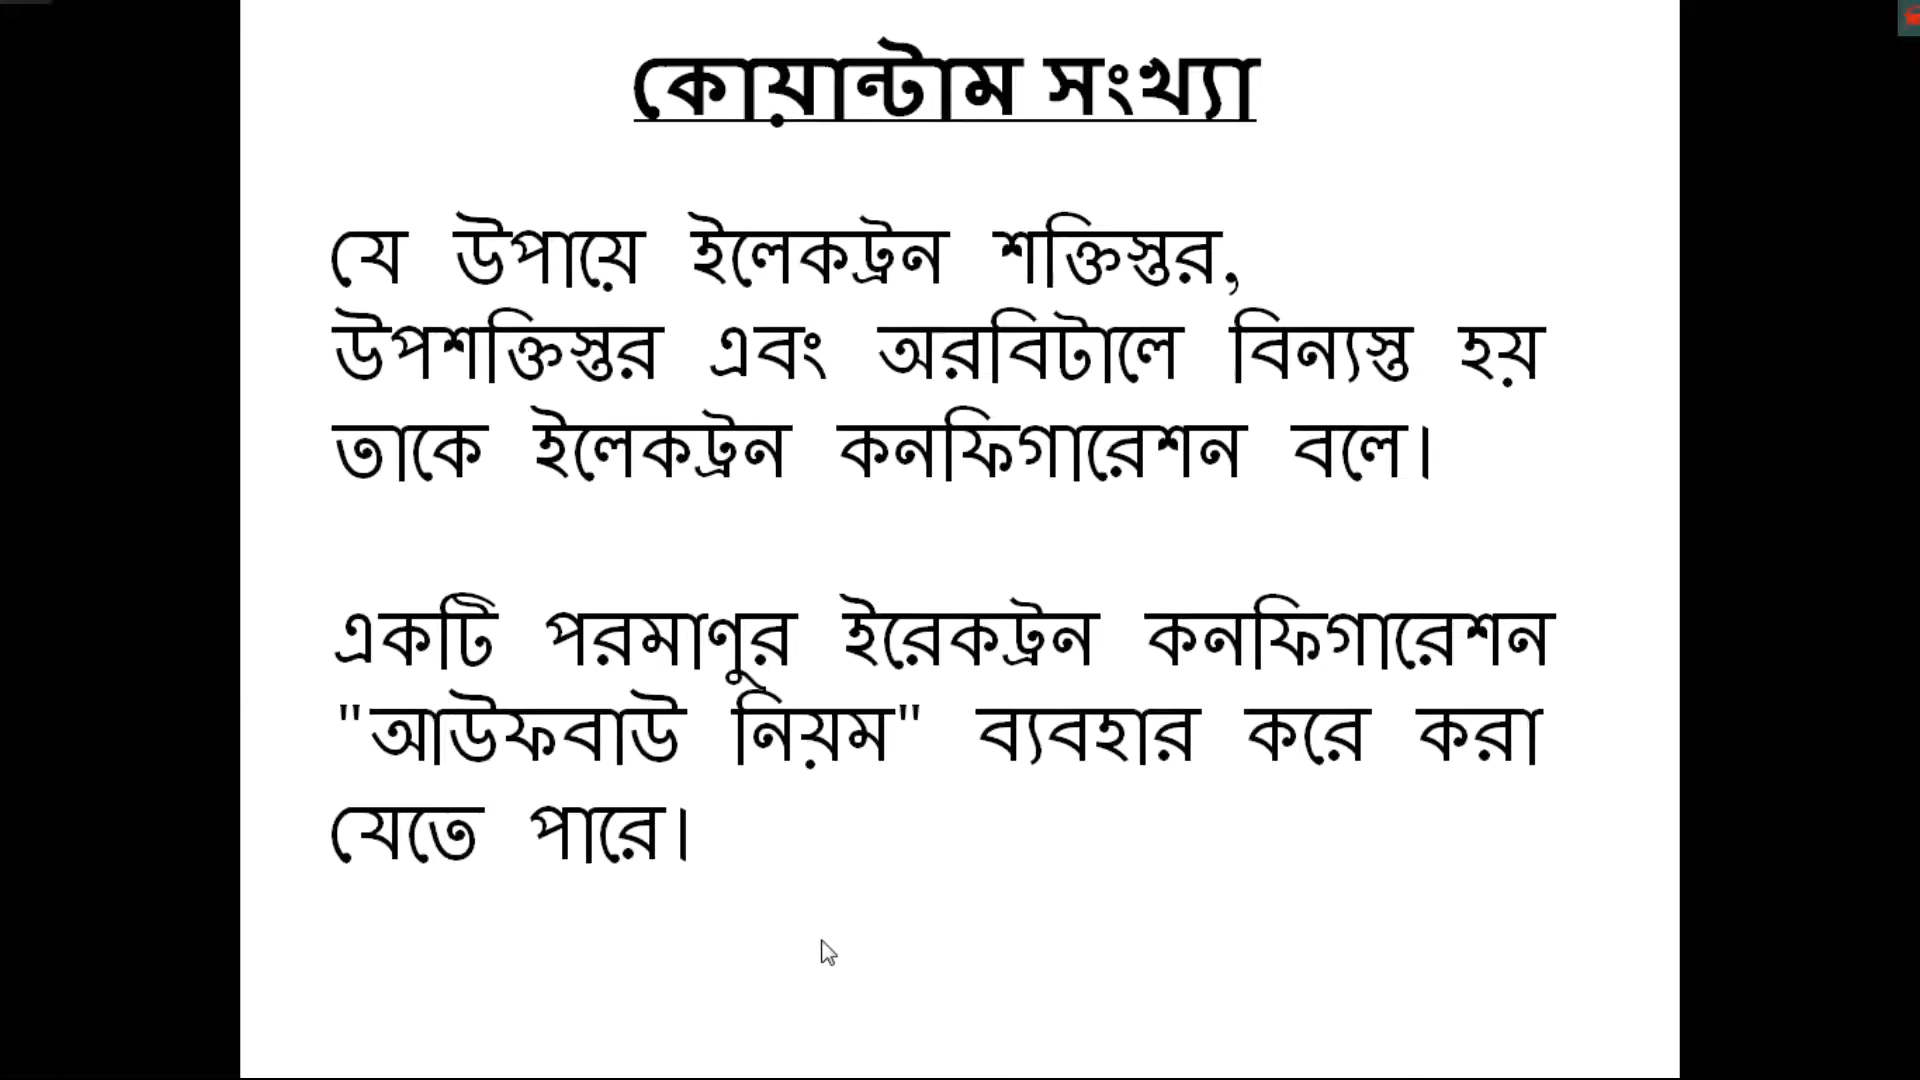 কোয়ান্টাম সংখ্যা
যে উপায়ে ইলেকট্রন শক্তিস্তর,
উপশক্তিস্তর এবং অরবিটালে বিন্যস্ত হয়
তাকে ইলেকট্রন কনফিগারেশন বলে।
একটি পরমাণুর ইরেকট্রন কনফিগারেশন
"আউফবাউ নিয়ম" ব্যবহার করে করা
যেতে পারে।